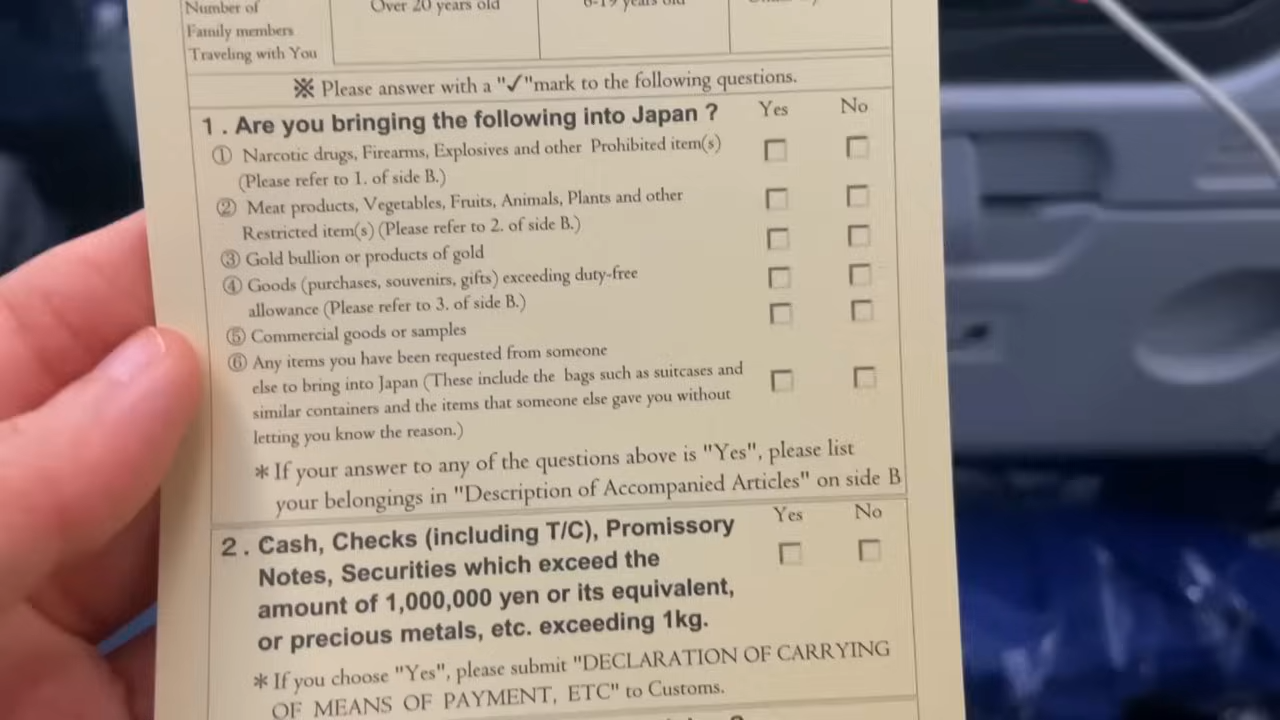 Number of
Family members
Traveling with You
Over 20 years old
6-19 years old
※ Please answer with a "✓"mark to the following questions.
1 . Are you bringing the following into Japan ? Yes No
① Narcotic drugs, Firearms, Explosives and other Prohibited item(s)
(Please refer to 1. of side B.)
② Meat products, Vegetables, Fruits, Animals, Plants and other
Restricted item(s) (Please refer to 2. of side B.)
③ Gold bullion or products of gold
④ Goods (purchases, souvenirs, gifts) exceeding duty-free
allowance (Please refer to 3. of side B.)
⑤ Commercial goods or samples
⑥ Any items you have been requested from someone
else to bring into Japan (These include the bags such as suitcases and
similar containers and the items that someone else gave you without
letting you know the reason.)
* If your answer to any of the questions above is "Yes", please list
your belongings in "Description of Accompanied Articles" on side B
2 . Cash, Checks (including T/C), Promissory Yes No
Notes, Securities which exceed the
amount of 1,000,000 yen or its equivalent,
or precious metals, etc. exceeding 1kg.
* If you choose "Yes", please submit "DECLARATION OF CARRYING
OF MEANS OF PAYMENT, ETC" to Customs.